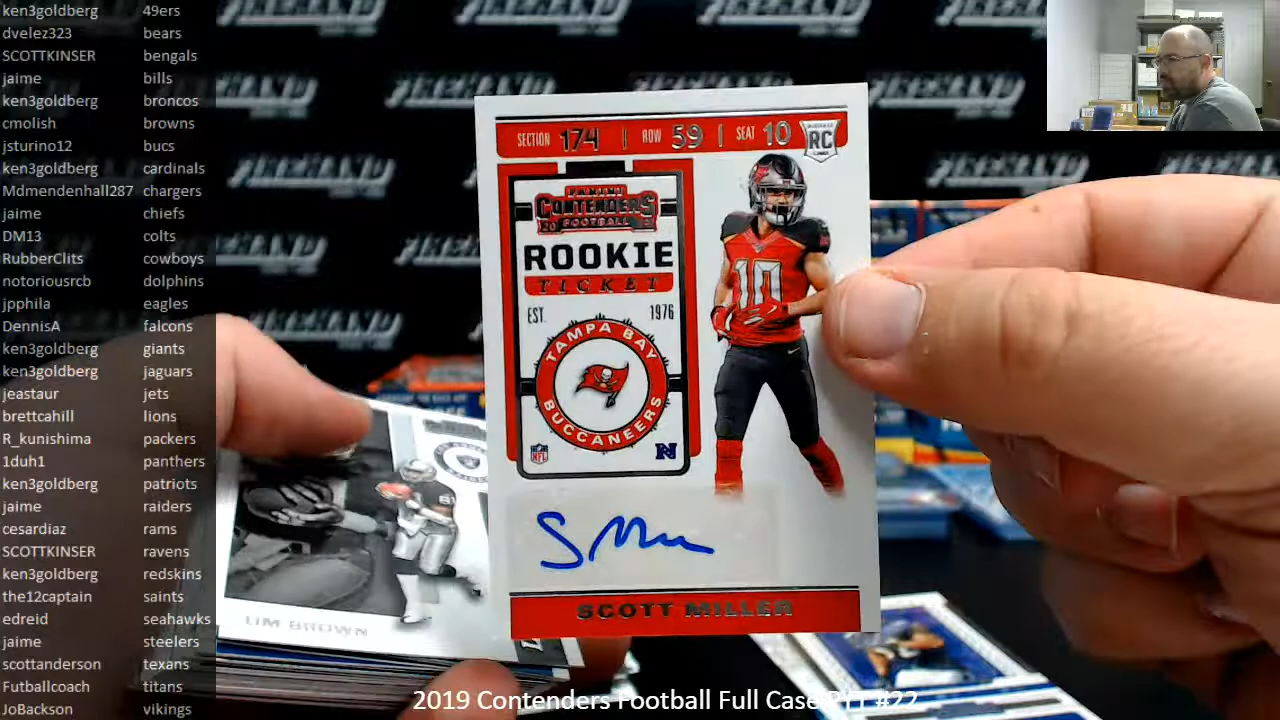 ken3goldberg 49ers
dvelez323 bears
SCOTTKINSER bengals
jaime bills
ken3goldberg broncos
cmolish browns
jsturino12 bucs
ken3goldberg cardinals
Mdmendenhall287 chargers
jaime chiefs
DM13 colts
RubberClits cowboys
notoriousrcb dolphins
jpphila eagles
DennisA falcons
ken3goldberg giants
ken3goldberg jaguars
jeastaur jets
brettcahill lions
R_kunishima packers
1duh1 panthers
ken3goldberg patriots
jaime raiders
cesardiaz rams
SCOTTKINSER ravens
ken3goldberg redskins
the12captain saints
edreid seahawks
jaime steelers
scottanderson texans
Futballcoach titans
JoBackson vikings
FIREHAND
SECTION 174 | ROW 59 | SEAT 10 RC
PANINI
CONTENDERS
FOOTBALL
ROOKIE
TICKET
EST. 1976
TAMPA BAY
BUCCANEERS
NFL N
S Mu
SCOTT MILLER
TIM BROWN
2019 Contenders Football Full Case PYT #22